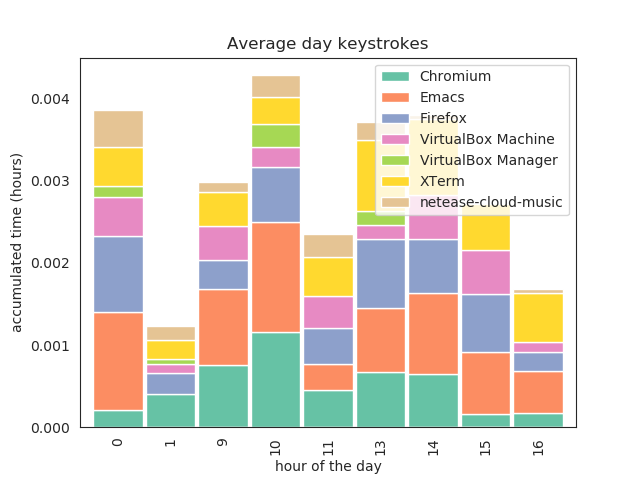 Average day keystrokes
Chromium
Emacs
Firefox
VirtualBox Machine
VirtualBox Manager
XTerm
netease-cloud-music
accumulated time (hours)
0.004
0.003
0.002
0.001
0.000
0 1 9 10 11 13 14 15 16
hour of the day